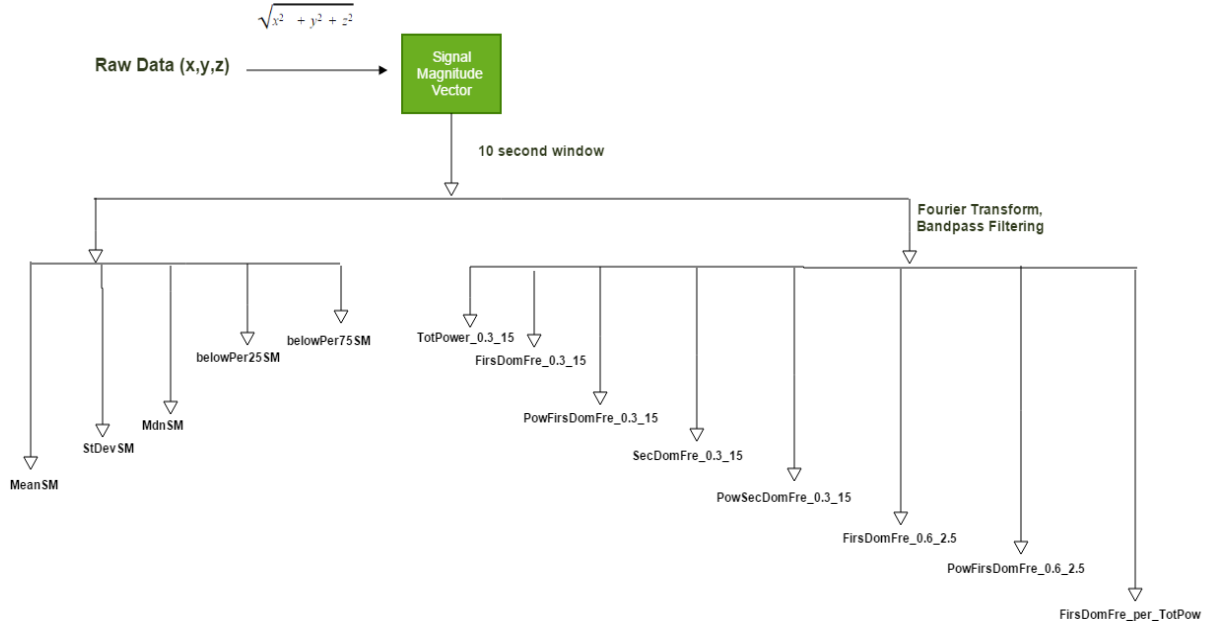 √x² + y² + z²
Raw Data (x,y,z)
Signal
Magnitude
Vector
10 second window
Fourier Transform,
Bandpass Filtering
TotPower_0.3_15
belowPer75SM
belowPer25SM
FirsDomFre_0.3_15
PowFirsDomFre_0.3_15
MdnSM
StDevSM
SecDomFre_0.3_15
MeanSM
PowSecDomFre_0.3_15
FirsDomFre_0.6_2.5
PowFirsDomFre_0.6_2.5
FirsDomFre_per_TotPow